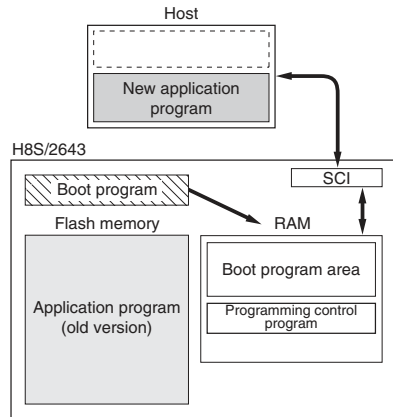 Host
New application
program
H8S/2643
SCI
Boot program
Flash memory
RAM
Application program
(old version)
Boot program area
Programming control
program